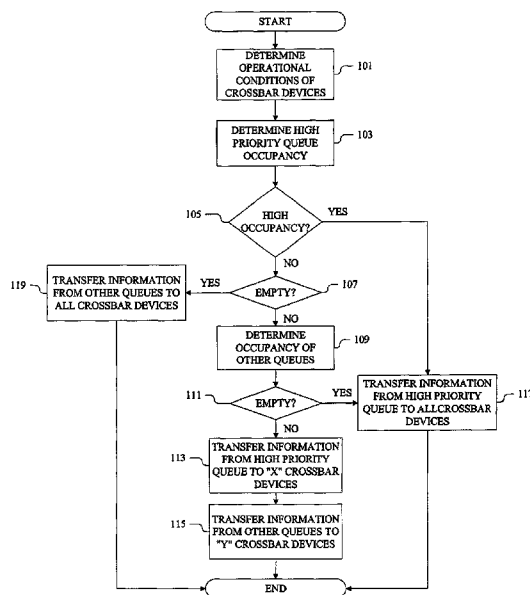 START
DETERMINE
OPERATIONAL
CONDITIONS OF
CROSSBAR DEVICES
101
DETERMINE HIGH
PRIORITY QUEUE
OCCUPANCY
103
105
HIGH
OCCUPANCY?
YES
NO
119
TRANSFER INFORMATION
FROM OTHER QUEUES TO
ALL CROSSBAR DEVICES
YES
EMPTY?
107
NO
DETERMINE
OCCUPANCY OF
OTHER QUEUES
109
111
EMPTY?
YES
TRANSFER INFORMATION
FROM HIGH PRIORITY
QUEUE TO ALLCROSSBAR
DEVICES
117
NO
113
TRANSFER INFORMATION
FROM HIGH PRIORITY
QUEUE TO "X" CROSSBAR
DEVICES
115
TRANSFER INFORMATION
FROM OTHER QUEUES TO
"Y" CROSSBAR DEVICES
END